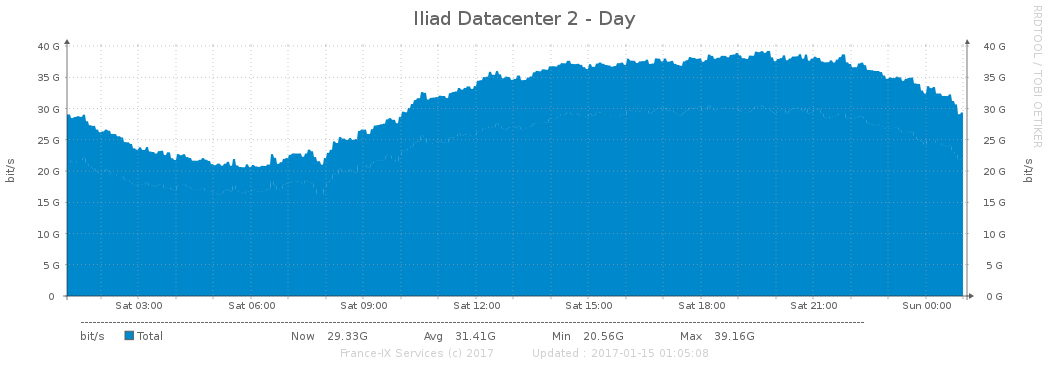 Iliad Datacenter 2 - Day
RRDTOOL / TOBI OETIKER
40 G 40 G
35 G 35 G
30 G 30 G
25 G 25 G
20 G 20 G
15 G 15 G
10 G 10 G
5 G 5 G
0 0 G
bit/s bit/s
Sat 03:00 Sat 06:00 Sat 09:00 Sat 12:00 Sat 15:00 Sat 18:00 Sat 21:00 Sun 00:00
bit/s Total Now 29.33G Avg 31.41G Min 20.56G Max 39.16G
France-IX Services (c) 2017 Updated : 2017-01-15 01:05:08